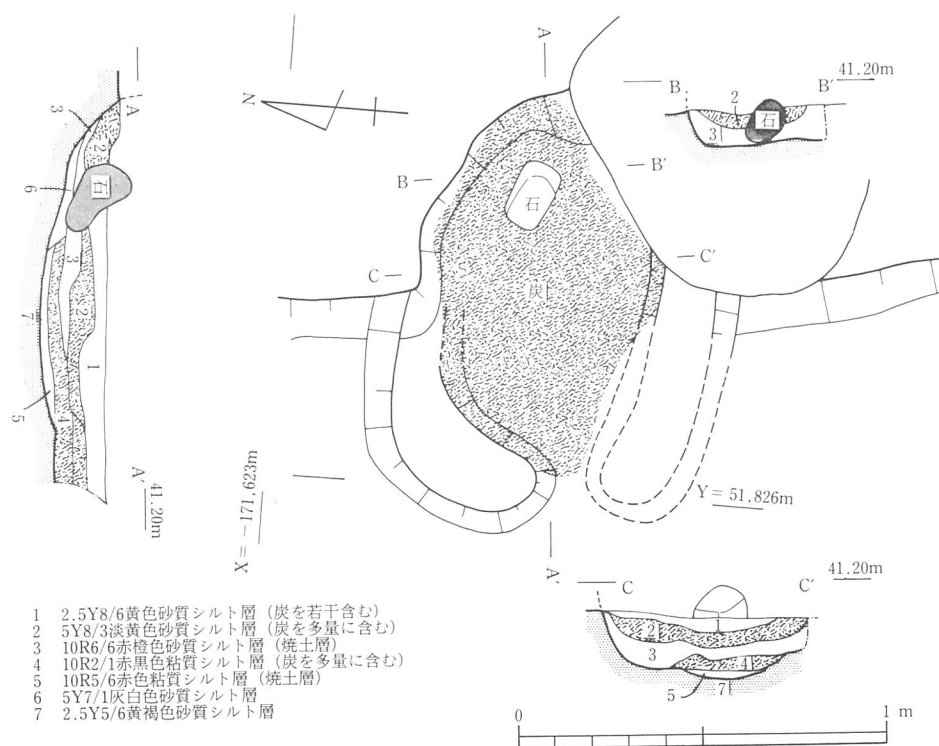 A
B
B′
41.20m
2
石
3
N
3
A
2
6
石
B
B′
石
3
C
C′
炭
7
2
1
5
4
A′
41.20m
X=-171,623m
Y=51,826m
A′
C
C′
41.20m
1
2
3
4
5
7
1 2.5Y8/6黄色砂質シルト層(炭を若干含む)
2 5Y8/3淡黄色砂質シルト層(炭を多量に含む)
3 10R6/6赤橙色砂質シルト層(焼土層)
4 10R2/1赤黒色粘質シルト層(炭を多量に含む)
5 10R5/6赤色粘質シルト層(焼土層)
6 5Y7/1灰白色砂質シルト層
7 2.5Y5/6黄褐色砂質シルト層
0 1 m